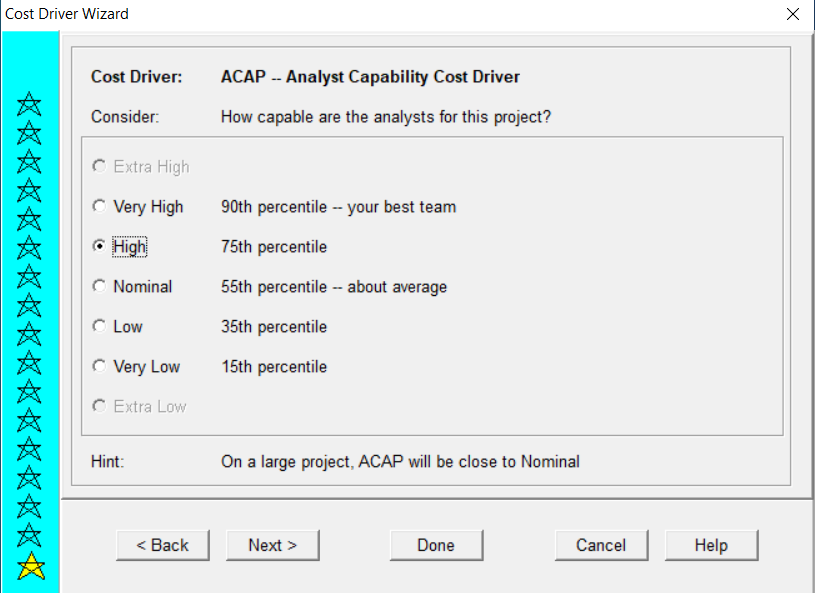 Cost Driver Wizard
Cost Driver: ACAP -- Analyst Capability Cost Driver
Consider: How capable are the analysts for this project?
Extra High
Very High 90th percentile -- your best team
High 75th percentile
Nominal 55th percentile -- about average
Low 35th percentile
Very Low 15th percentile
Extra Low
Hint: On a large project, ACAP will be close to Nominal
< Back Next > Done Cancel Help